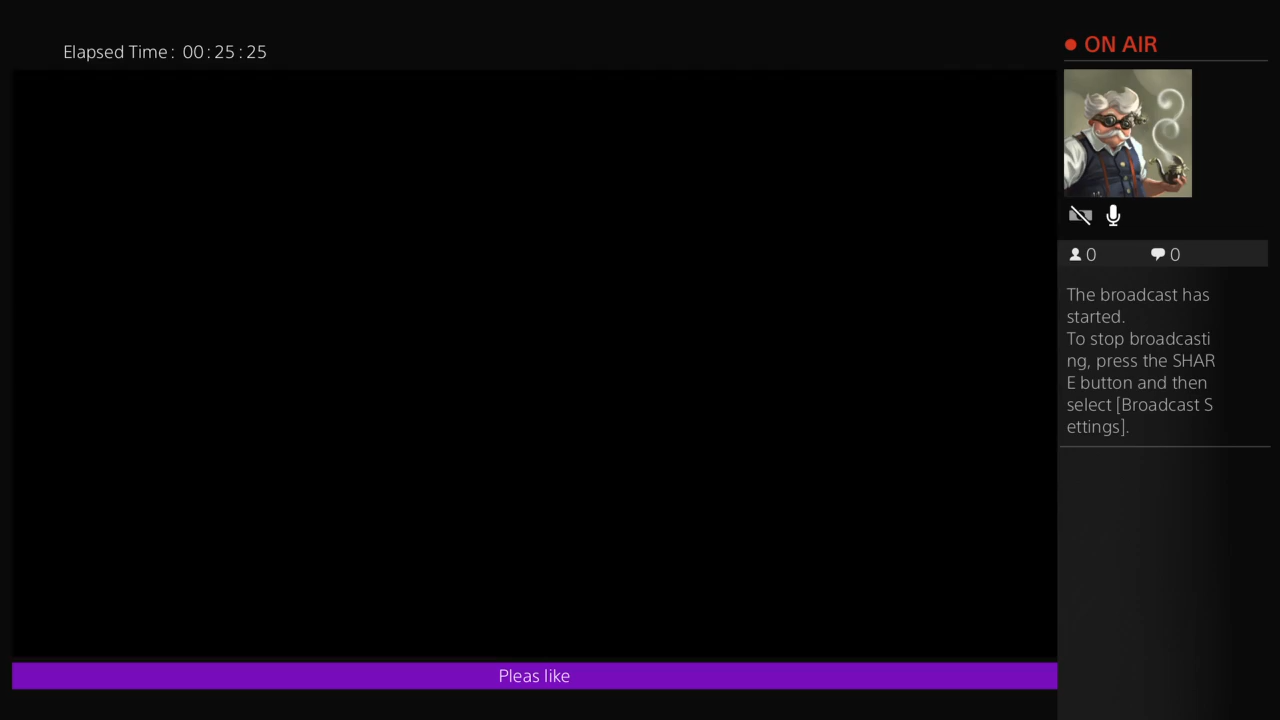 Elapsed Time: 00:25:25
ON AIR
0 0
The broadcast has
started.
To stop broadcasti
ng, press the SHAR
E button and then
select [Broadcast S
ettings].
Pleas like